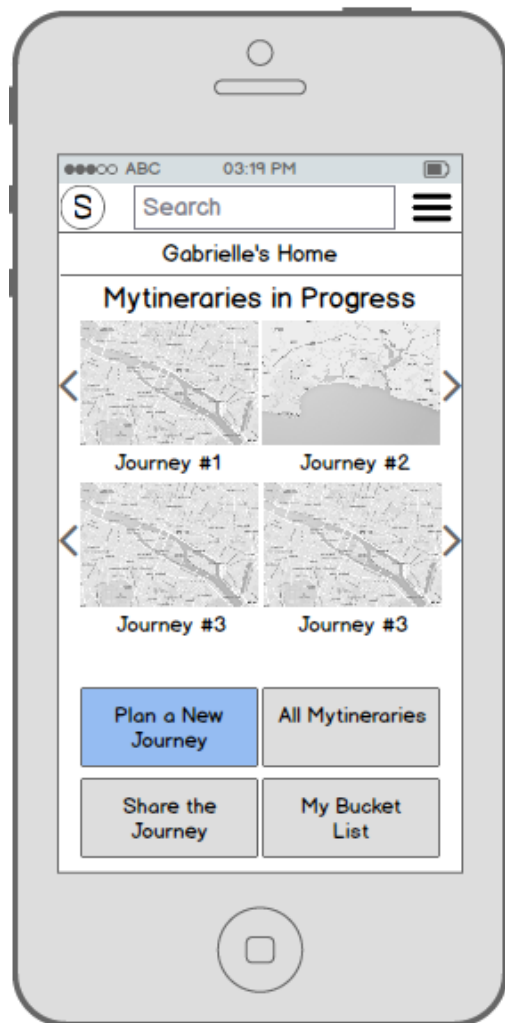 ABC 03:19 PM
S Search
Gabrielle's Home
Mytineraries in Progress
Journey #1 Journey #2
Journey #3 Journey #3
Plan a New
Journey
All Mytineraries
Share the
Journey
My Bucket
List